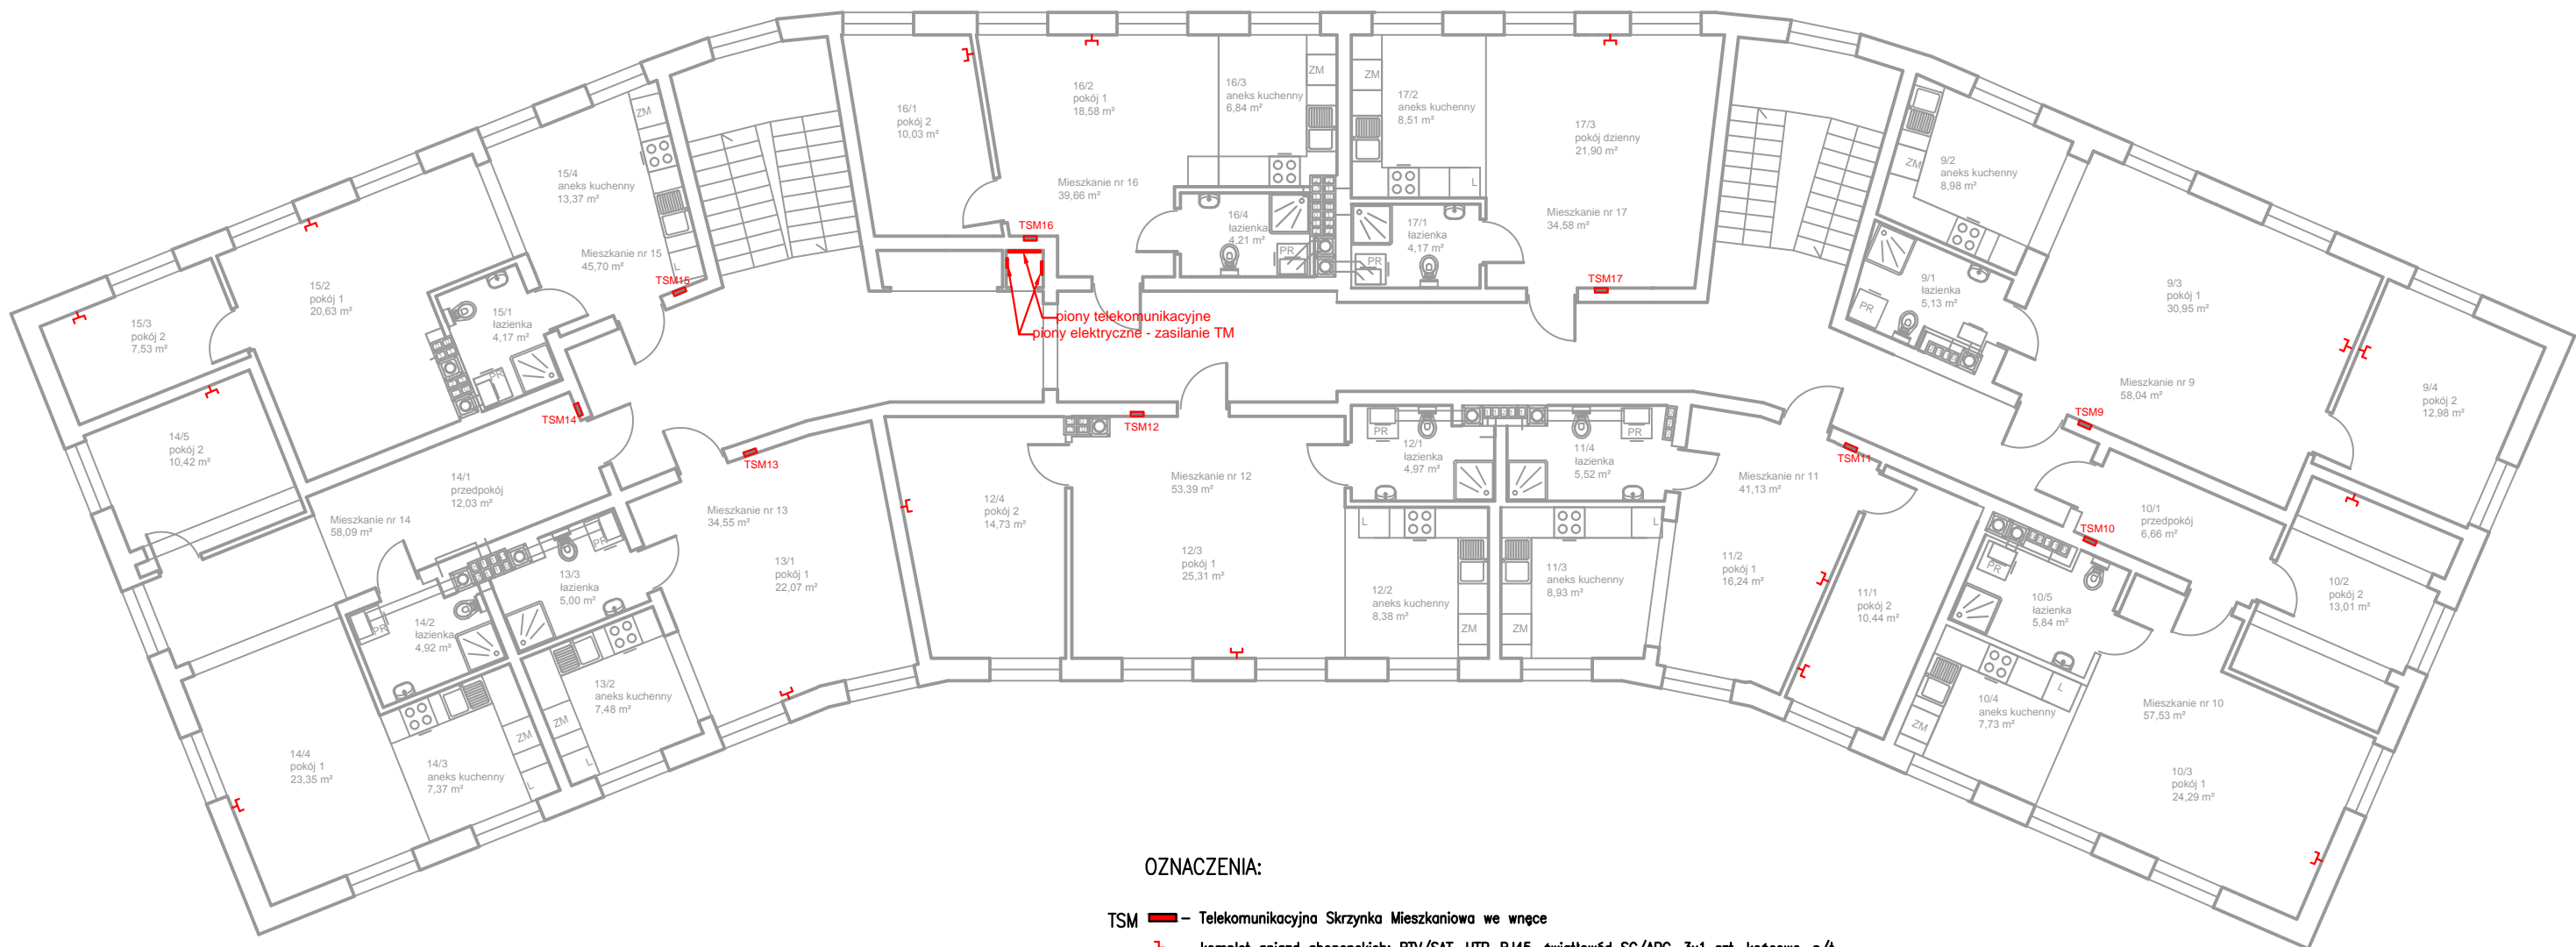 16/1
pokój 2
10,03 m²
16/2
pokój 1
18,58 m²
16/3
aneks kuchenny
6,84 m²
ZM
Mieszkanie nr 16
39,66 m²
16/4
łazienka
4,21 m²
PR
TSM16
ZM
17/2
aneks kuchenny
8,51 m²
L
17/3
pokój dzienny
21,90 m²
Mieszkanie nr 17
34,58 m²
17/1
łazienka
4,17 m²
PR
TSM17
ZM
15/4
aneks kuchenny
13,37 m²
Mieszkanie nr 15
45,70 m²
L
TSM15
15/2
pokój 1
20,63 m²
15/1
łazienka
4,17 m²
PR
15/3
pokój 2
7,53 m²
piony telekomunikacyjne
piony elektryczne - zasilanie TM
9/2
aneks kuchenny
8,98 m²
ZM
9/1
łazienka
5,13 m²
PR
9/3
pokój 1
30,95 m²
Mieszkanie nr 9
58,04 m²
TSM9
9/4
pokój 2
12,98 m²
14/5
pokój 2
10,42 m²
TSM14
14/1
przedpokój
12,03 m²
Mieszkanie nr 14
58,09 m²
14/2
łazienka
4,92 m²
PR
14/3
aneks kuchenny
7,37 m²
ZM
L
14/4
pokój 1
23,35 m²
TSM13
Mieszkanie nr 13
34,55 m²
13/1
pokój 1
22,07 m²
13/3
łazienka
5,00 m²
PR
13/2
aneks kuchenny
7,48 m²
ZM
L
TSM12
12/4
pokój 2
14,73 m²
Mieszkanie nr 12
53,39 m²
12/3
pokój 1
25,31 m²
PR
12/1
łazienka
4,97 m²
L
12/2
aneks kuchenny
8,38 m²
ZM
PR
11/4
łazienka
5,52 m²
L
11/3
aneks kuchenny
8,93 m²
ZM
Mieszkanie nr 11
41,13 m²
11/2
pokój 1
16,24 m²
TSM11
11/1
pokój 2
10,44 m²
10/1
przedpokój
6,66 m²
TSM10
PR
10/5
łazienka
5,84 m²
10/2
pokój 2
13,01 m²
L
10/4
aneks kuchenny
7,73 m²
ZM
Mieszkanie nr 10
57,53 m²
10/3
pokój 1
24,29 m²
OZNACZENIA:
TSM – Telekomunikacyjna Skrzynka Mieszkaniowa we wnęce